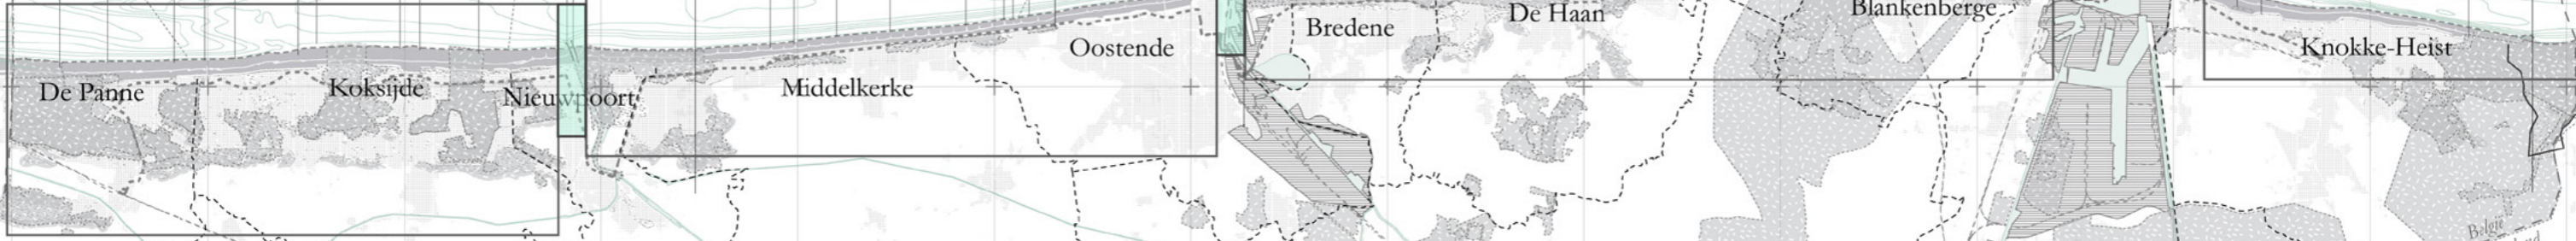 De Panne
Koksijde
Nieuwpoort
Middelkerke
Oostende
Bredene
De Haan
Blankenberge
Knokke-Heist
België